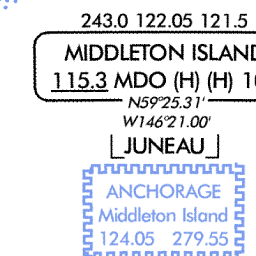 243.0 122.05 121.5
MIDDLETON ISLAND
115.3 MDO (H) (H) 10
N59°25.31'
W146°21.00'
JUNEAU
ANCHORAGE
Middleton Island
124.05 279.55